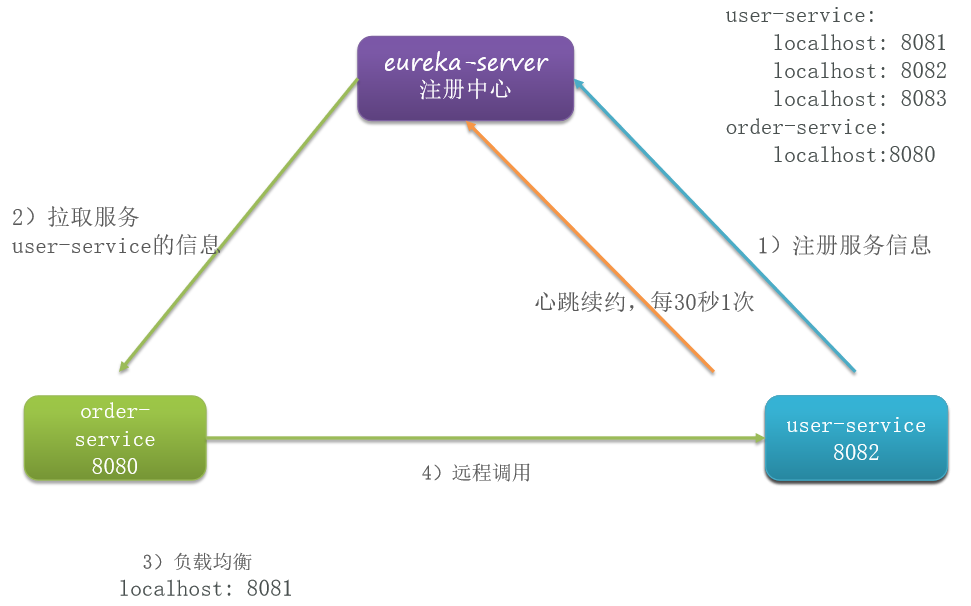 user-service:
localhost: 8081
localhost: 8082
localhost: 8083
order-service:
localhost:8080
eureka-server
注册中心
2）拉取服务
user-service的信息
1）注册服务信息
心跳续约，每30秒1次
order-
service
8080
user-service
8082
4）远程调用
3）负载均衡
localhost: 8081